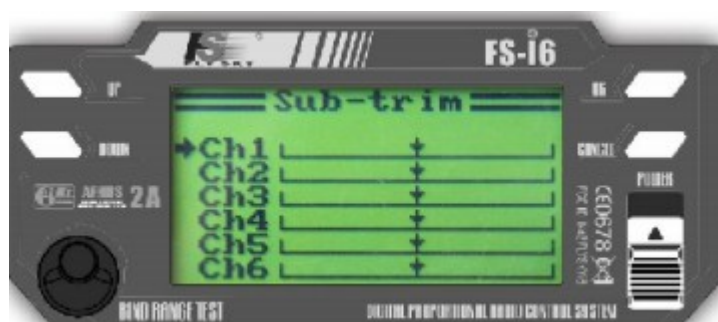 FS
FS-i6
UP
OK
Sub-trim
DOWN
CANCEL
Ch1
Ch2
Ch3
Ch4
Ch5
Ch6
AFHDS 2A
POWER
BIND RANGE TEST
DIGITAL PROPORTIONAL RADIO CONTROL SYSTEM